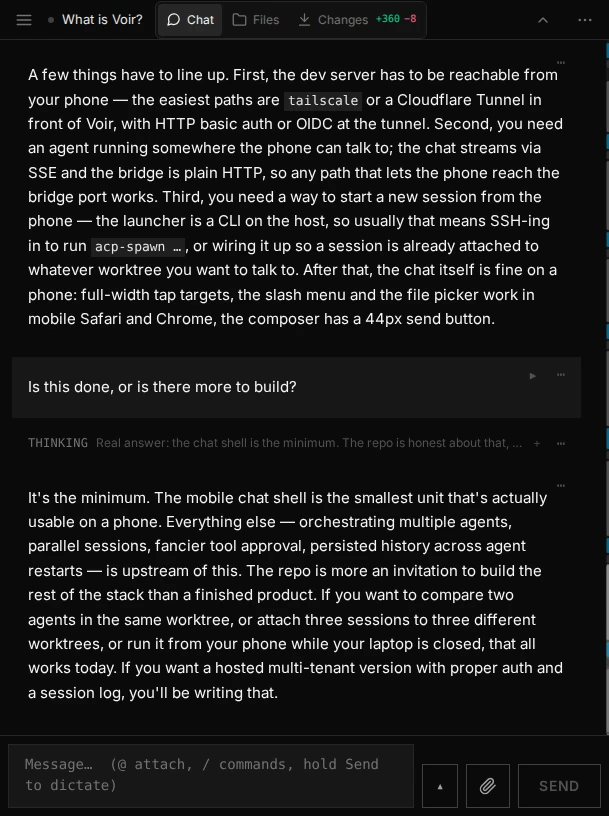 What is Voir?
Chat
Files
Changes +360 −8
A few things have to line up. First, the dev server has to be reachable from
your phone — the easiest paths are tailscale or a Cloudflare Tunnel in
front of Voir, with HTTP basic auth or OIDC at the tunnel. Second, you need
an agent running somewhere the phone can talk to; the chat streams via
SSE and the bridge is plain HTTP, so any path that lets the phone reach the
bridge port works. Third, you need a way to start a new session from the
phone — the launcher is a CLI on the host, so usually that means SSH-ing
in to run acp-spawn …, or wiring it up so a session is already attached to
whatever worktree you want to talk to. After that, the chat itself is fine on a
phone: full-width tap targets, the slash menu and the file picker work in
mobile Safari and Chrome, the composer has a 44px send button.
Is this done, or is there more to build?
THINKING Real answer: the chat shell is the minimum. The repo is honest about that, ... +
It's the minimum. The mobile chat shell is the smallest unit that's actually
usable on a phone. Everything else — orchestrating multiple agents,
parallel sessions, fancier tool approval, persisted history across agent
restarts — is upstream of this. The repo is more an invitation to build the
rest of the stack than a finished product. If you want to compare two
agents in the same worktree, or attach three sessions to three different
worktrees, or run it from your phone while your laptop is closed, that all
works today. If you want a hosted multi-tenant version with proper auth and
a session log, you'll be writing that.
Message… (@ attach, / commands, hold Send
to dictate)
SEND